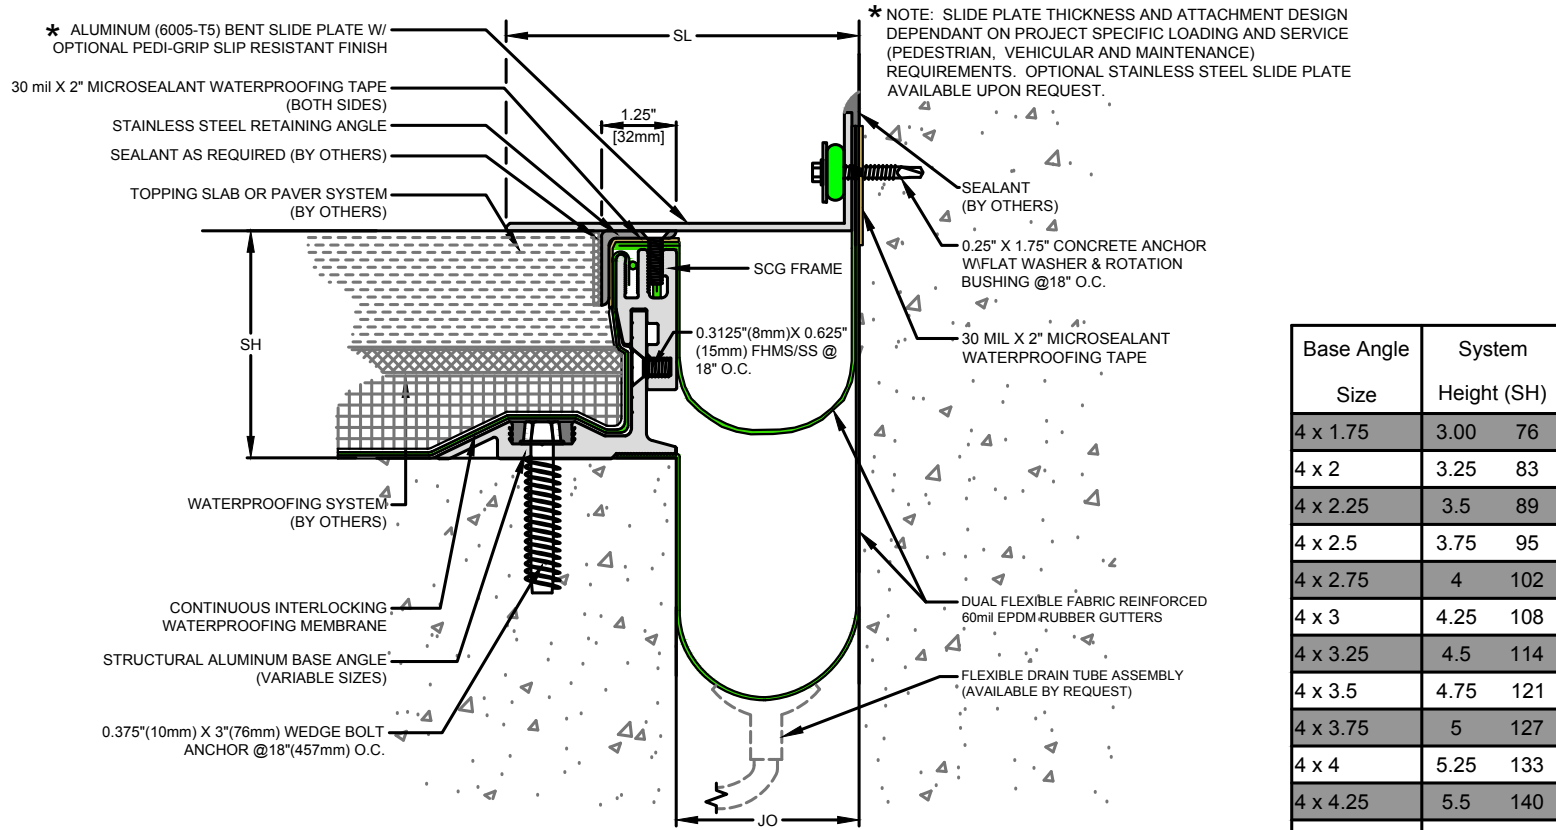 * ALUMINUM (6005-T5) BENT SLIDE PLATE W/
OPTIONAL PEDI-GRIP SLIP RESISTANT FINISH
30 mil X 2" MICROSEALANT WATERPROOFING TAPE
(BOTH SIDES)
STAINLESS STEEL RETAINING ANGLE
SEALANT AS REQUIRED (BY OTHERS)
TOPPING SLAB OR PAVER SYSTEM
(BY OTHERS)
SH
WATERPROOFING SYSTEM
(BY OTHERS)
CONTINUOUS INTERLOCKING
WATERPROOFING MEMBRANE
STRUCTURAL ALUMINUM BASE ANGLE
(VARIABLE SIZES)
0.375"(10mm) X 3"(76mm) WEDGE BOLT
ANCHOR @18"(457mm) O.C.
SL
1.25"
[32mm]
SCG FRAME
0.3125"(8mm)X 0.625"
(15mm) FHMS/SS @
18" O.C.
JO
* NOTE: SLIDE PLATE THICKNESS AND ATTACHMENT DESIGN
DEPENDANT ON PROJECT SPECIFIC LOADING AND SERVICE
(PEDESTRIAN, VEHICULAR AND MAINTENANCE)
REQUIREMENTS. OPTIONAL STAINLESS STEEL SLIDE PLATE
AVAILABLE UPON REQUEST.
SEALANT
(BY OTHERS)
0.25" X 1.75" CONCRETE ANCHOR
W\FLAT WASHER & ROTATION
BUSHING @18" O.C.
30 MIL X 2" MICROSEALANT
WATERPROOFING TAPE
DUAL FLEXIBLE FABRIC REINFORCED
60mil EPDM RUBBER GUTTERS
FLEXIBLE DRAIN TUBE ASSEMBLY
(AVAILABLE BY REQUEST)
Base Angle System
Size Height (SH)
4 x 1.75 3.00 76
4 x 2 3.25 83
4 x 2.25 3.5 89
4 x 2.5 3.75 95
4 x 2.75 4 102
4 x 3 4.25 108
4 x 3.25 4.5 114
4 x 3.5 4.75 121
4 x 3.75 5 127
4 x 4 5.25 133
4 x 4.25 5.5 140